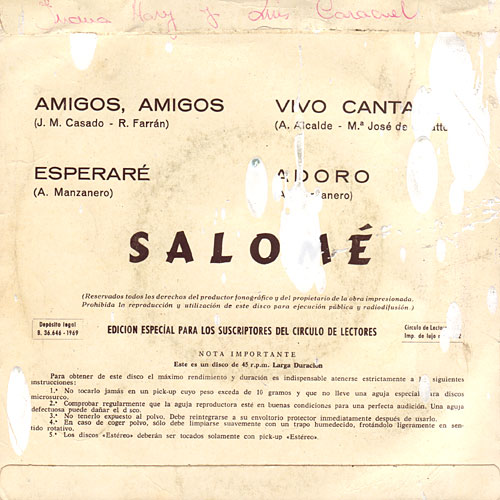 y Luis Caracuel
AMIGOS, AMIGOS
(J. M. Casado - R. Farrán)
VIVO CANTA
(A. Alcalde - Mª José de
ESPERARÉ
(A. Manzanero)
ADORO
SALOMÉ
(Reservados todos los derechos del productor fonográfico y del propietario de la obra impresionada.
Prohibida la reproducción y utilización de este disco para ejecución pública y radiodifusión)
Depósito legal
B. 36.646 - 1969
EDICION ESPECIAL PARA LOS SUSCRIPTORES DEL CIRCULO DE LECTORES
Círculo de
Imp. de lujo
NOTA IMPORTANTE
Este es un disco de 45 r.p.m. Larga Duración
Para obtener de este disco el máximo rendimiento y duración es indispensable atenerse estrictamente a siguientes
instrucciones:
1.ª No tocarlo jamás en un pick-up cuyo peso exceda de 10 gramos y que no lleve una aguja especial para discos
microsurco.
2.ª Comprobar regularmente que la aguja reproductora esté en buenas condiciones para una perfecta audición. Una aguja
defectuosa puede dañar el disco.
3.ª No tenerlo expuesto al polvo. Debe reintegrarse a su envoltorio protector inmediatamente después de usarlo.
4.ª En caso de coger polvo, sólo debe limpiarse suavemente con un trapo humedecido, frotándolo ligeramente en sen-
tido rotativo.
5.ª Los discos «Estéreo» deberán ser tocados solamente con pick-up «Estéreo».